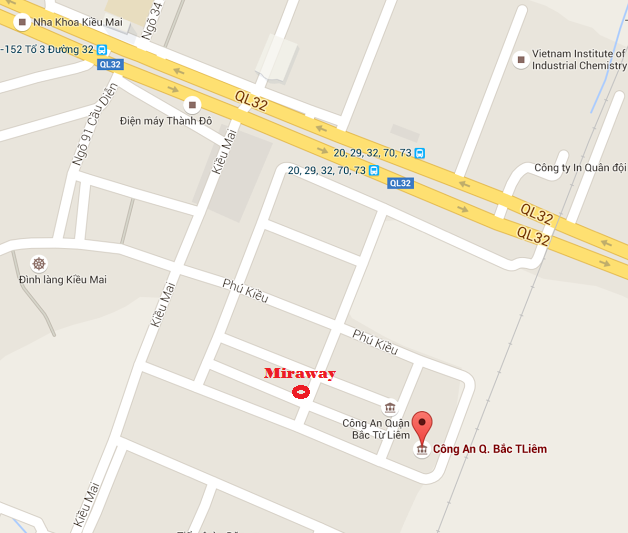 Nha Khoa Kiều Mai
Ngõ 34
-152 Tổ 3 Đường 32
QL32
QL32
Vietnam Institute of
Industrial Chemistry
Ngõ 91 Cầu Diễn
Điện máy Thành Đô
Kiều Mai
20, 29, 32, 70, 73
20, 29, 32, 70, 73
QL32
Công ty In Quân đội
QL32
QL32
Đình làng Kiều Mai
Phú Kiều
Kiều Mai
Phú Kiều
Miraway
Công An Quận
Bắc Từ Liêm
Công An Q. Bắc TLiêm
Kiều Mai